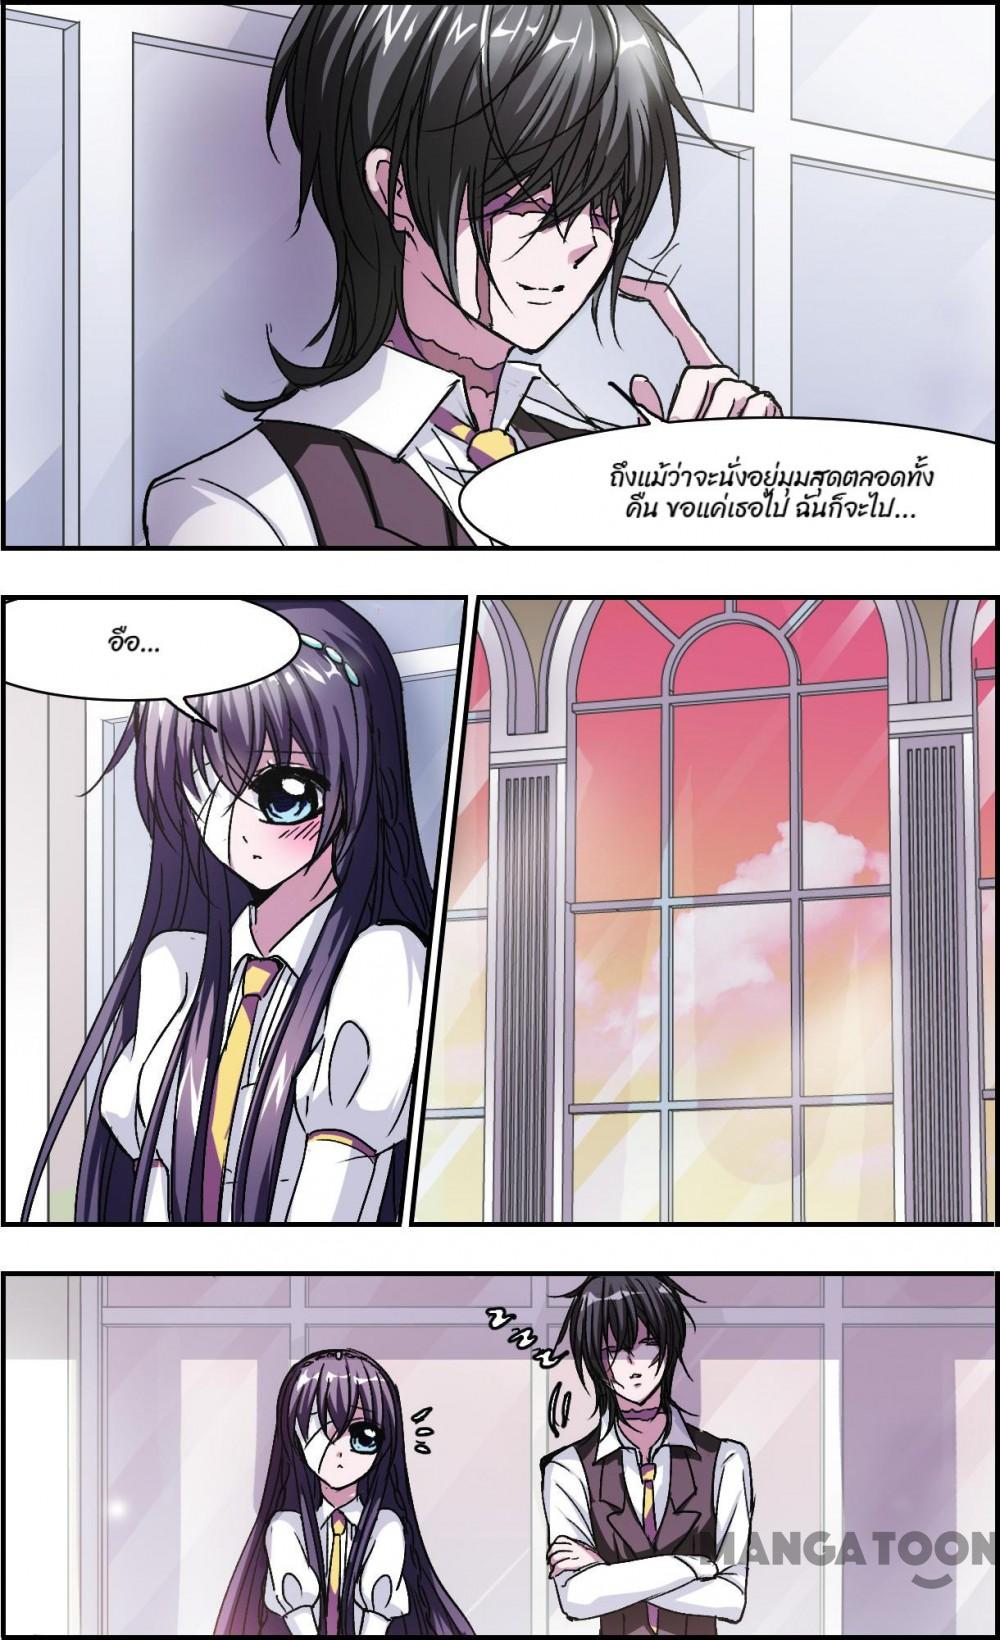 ถึงแม้ว่าจะนั่งอยู่มุมสุดตลอดทั้ง
คืน ขอแค่เธอไป ฉันก็จะไป...
อือ...
zzzz
MANGATOON